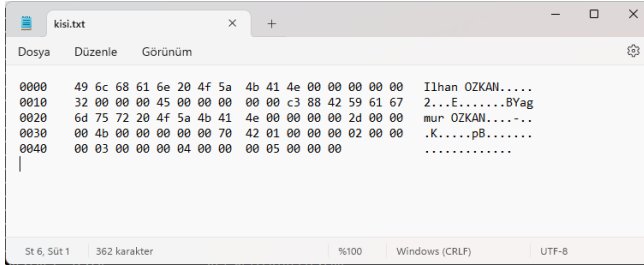 kisi.txt
Dosya Düzenle Görünüm
0000 49 6c 68 61 6e 20 4f 5a 4b 41 4e 00 00 00 00 00 Ilhan OZKAN.....
0010 32 00 00 00 45 00 00 00 00 00 c3 88 42 59 61 67 2...E.......BYag
0020 6d 75 72 20 4f 5a 4b 41 4e 00 00 00 00 2d 00 00 mur OZKAN....-..
0030 00 4b 00 00 00 00 00 70 42 01 00 00 00 02 00 00 .K.....pB.......
0040 00 03 00 00 00 04 00 00 00 05 00 00 00 .............
St 6, Süt 1 362 karakter %100 Windows (CRLF) UTF-8